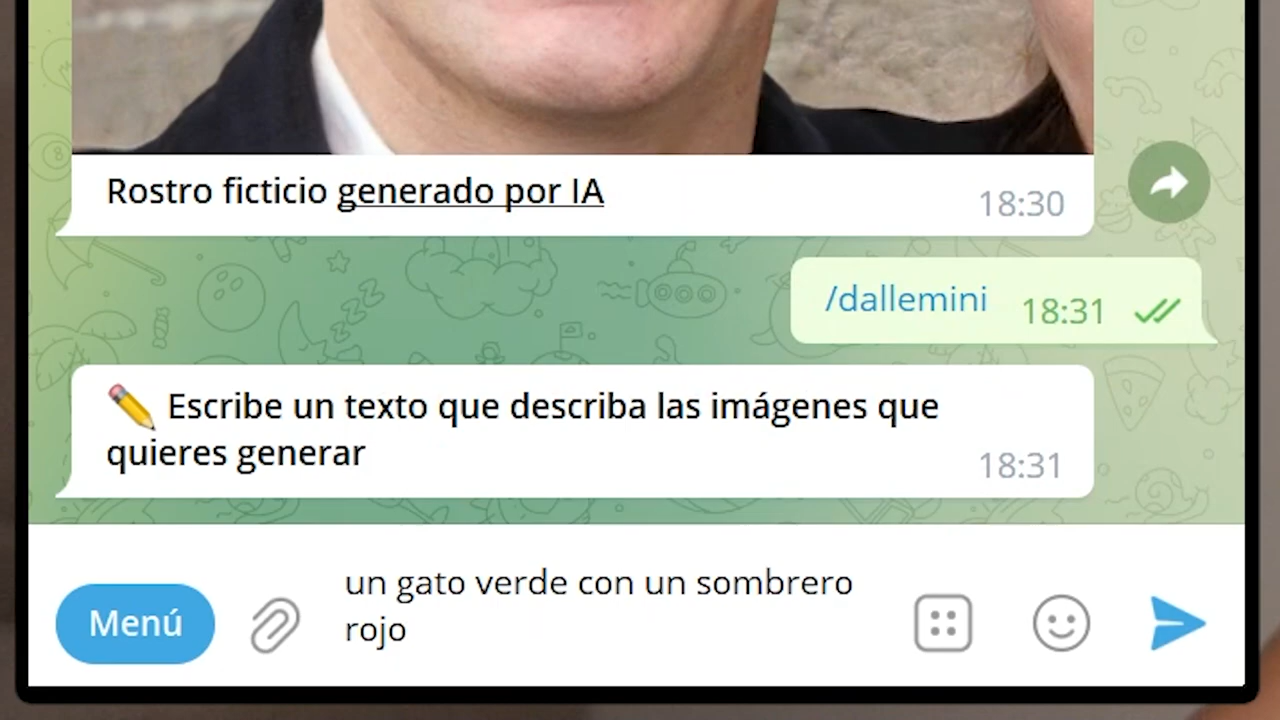 Rostro ficticio generado por IA
18:30
/dallemini 18:31
✏️ Escribe un texto que describa las imágenes que
quieres generar
18:31
un gato verde con un sombrero
rojo
Menú